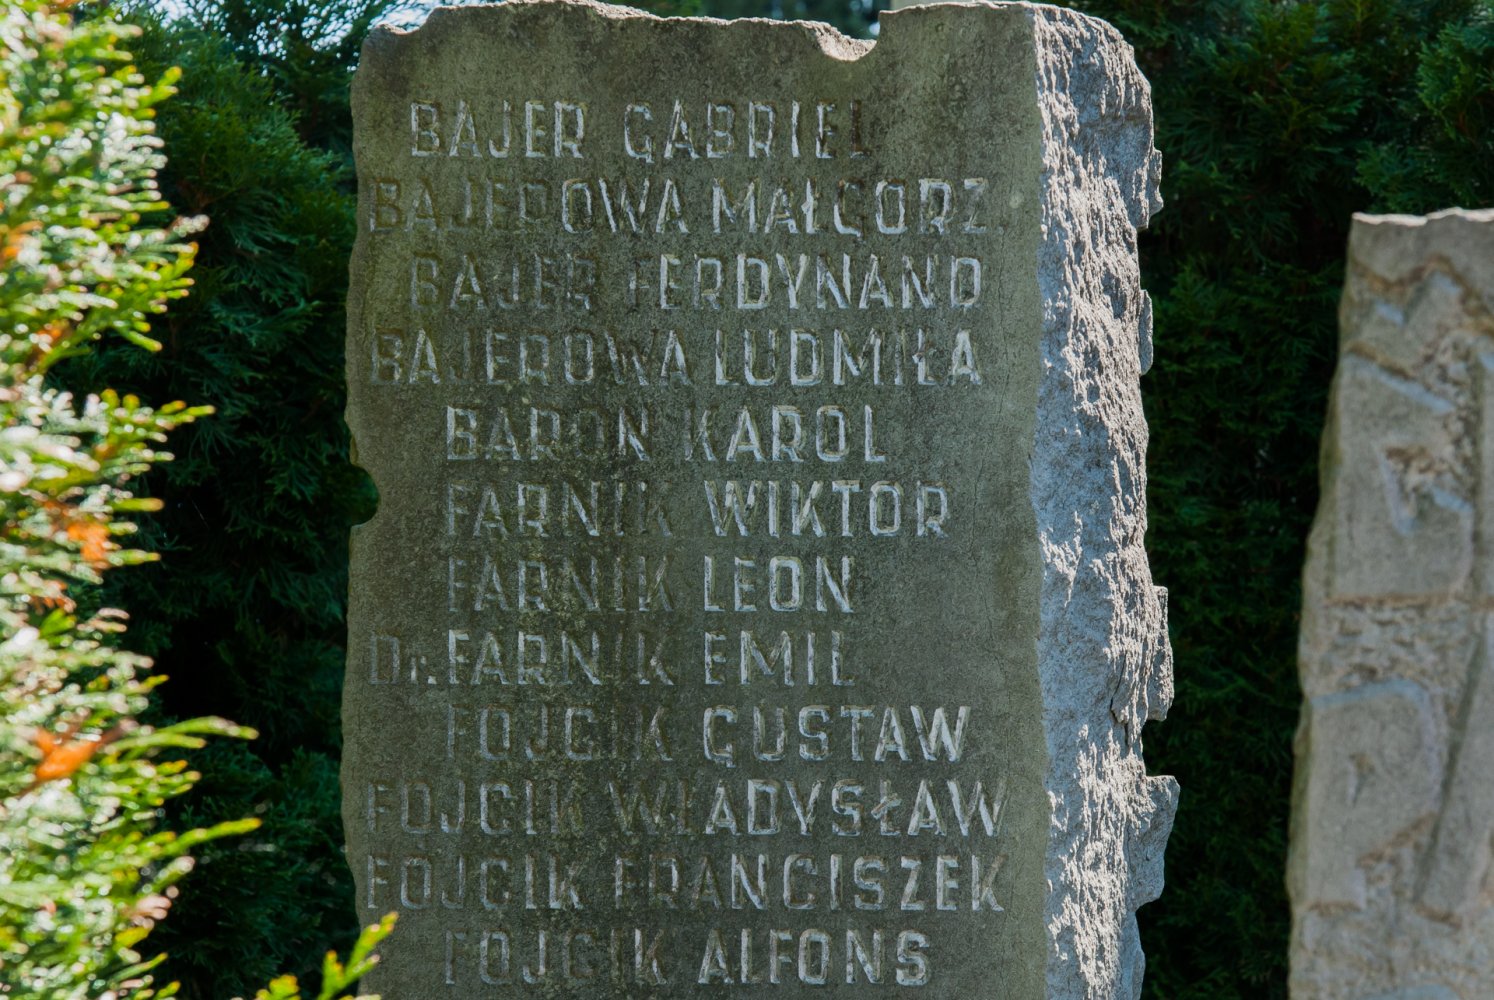 BAJER GABRIEL
BAJEROWA MAŁGORZ.
BAJER FERDYNAND
BAJEROWA LUDMIŁA
BARON KAROL
FARNIK WIKTOR
FARNIK LEON
Dr. FARNIK EMIL
FOJCIK GUSTAW
FOJCIK WŁADYSŁAW
FOJCIK FRANCISZEK
FOJCIK ALFONS